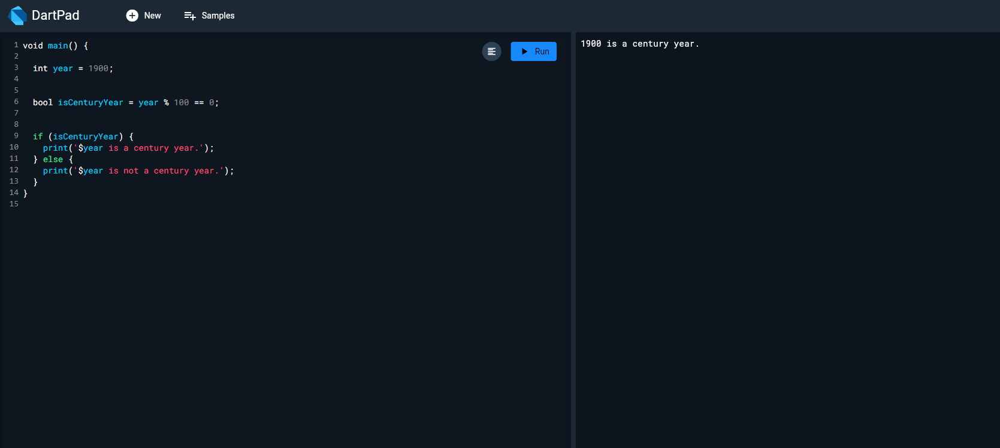 DartPad
New
Samples
1 void main() {
2
3 int year = 1900;
4
5
6 bool isCenturyYear = year % 100 == 0;
7
8
9 if (isCenturyYear) {
10 print('$year is a century year.');
11 } else {
12 print('$year is not a century year.');
13 }
14 }
15
Run
1900 is a century year.